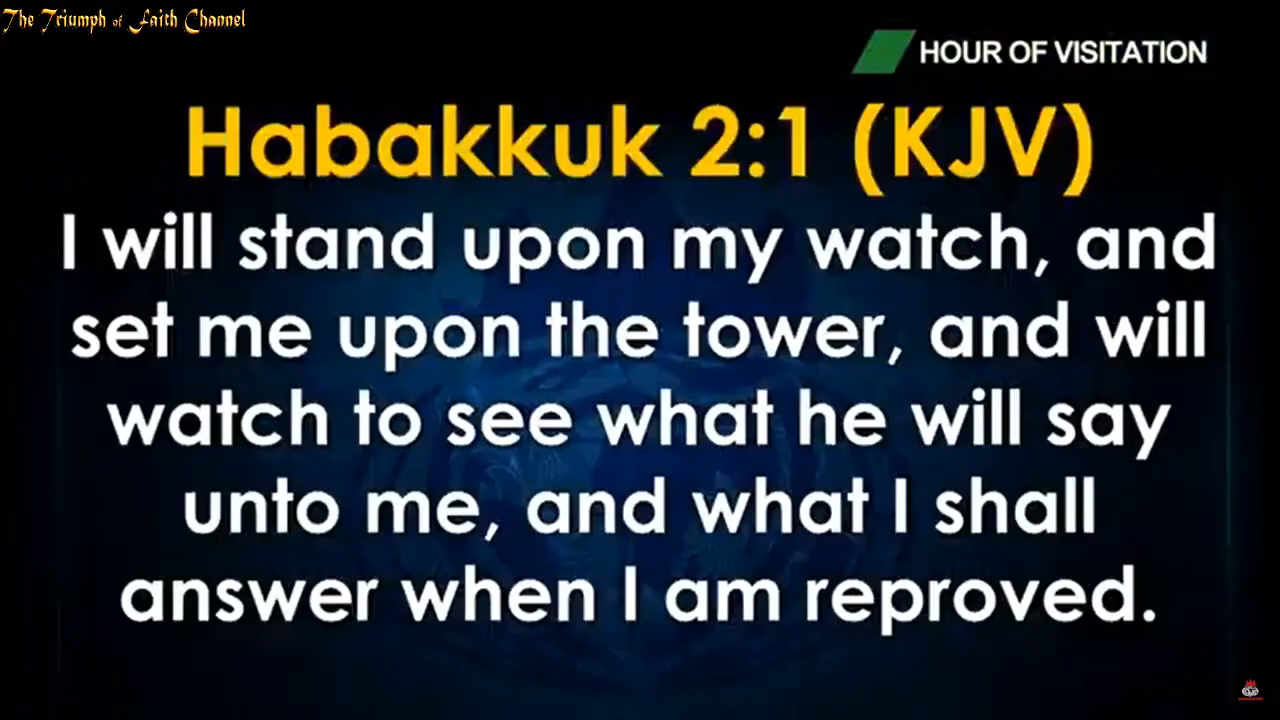 The Triumph of Faith Channel
HOUR OF VISITATION
Habakkuk 2:1 (KJV)
I will stand upon my watch, and
set me upon the tower, and will
watch to see what he will say
unto me, and what I shall
answer when I am reproved.